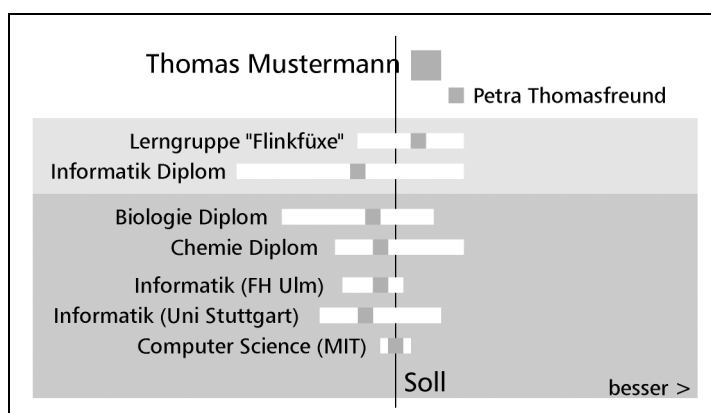 Thomas Mustermann
Petra Thomasfreund
Lerngruppe "Flinkfüxe"
Informatik Diplom
Biologie Diplom
Chemie Diplom
Informatik (FH Ulm)
Informatik (Uni Stuttgart)
Computer Science (MIT)
Soll
besser >